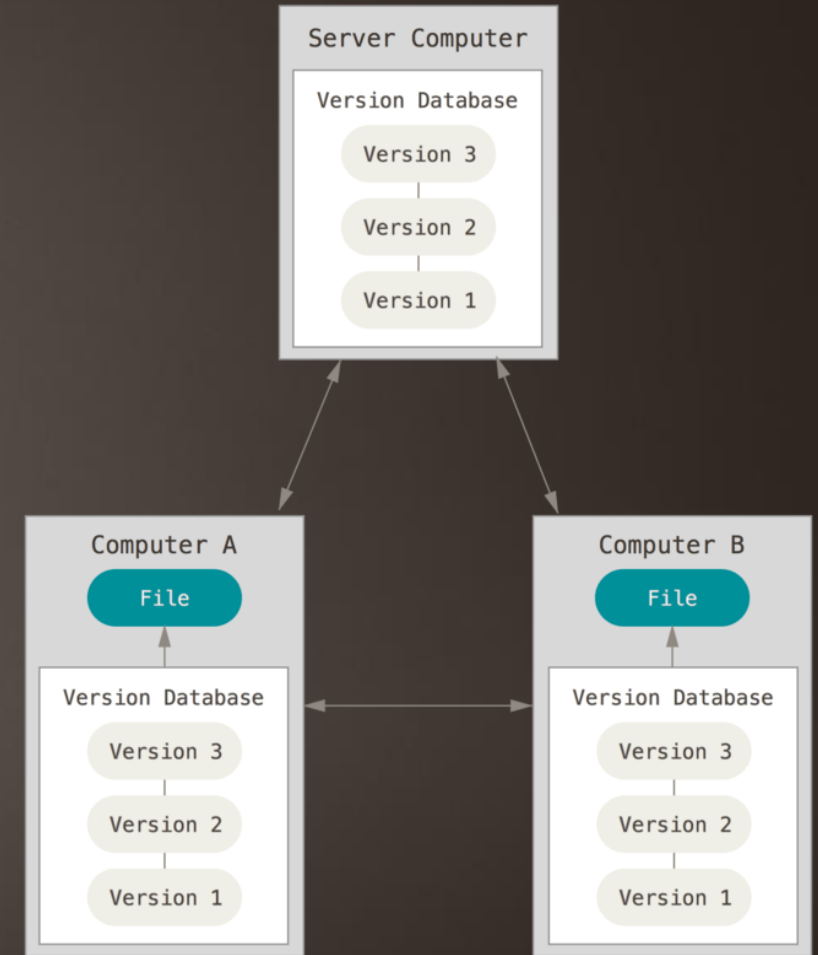 Server Computer
Version Database
Version 3
Version 2
Version 1
Computer A
File
Version Database
Version 3
Version 2
Version 1
Computer B
File
Version Database
Version 3
Version 2
Version 1